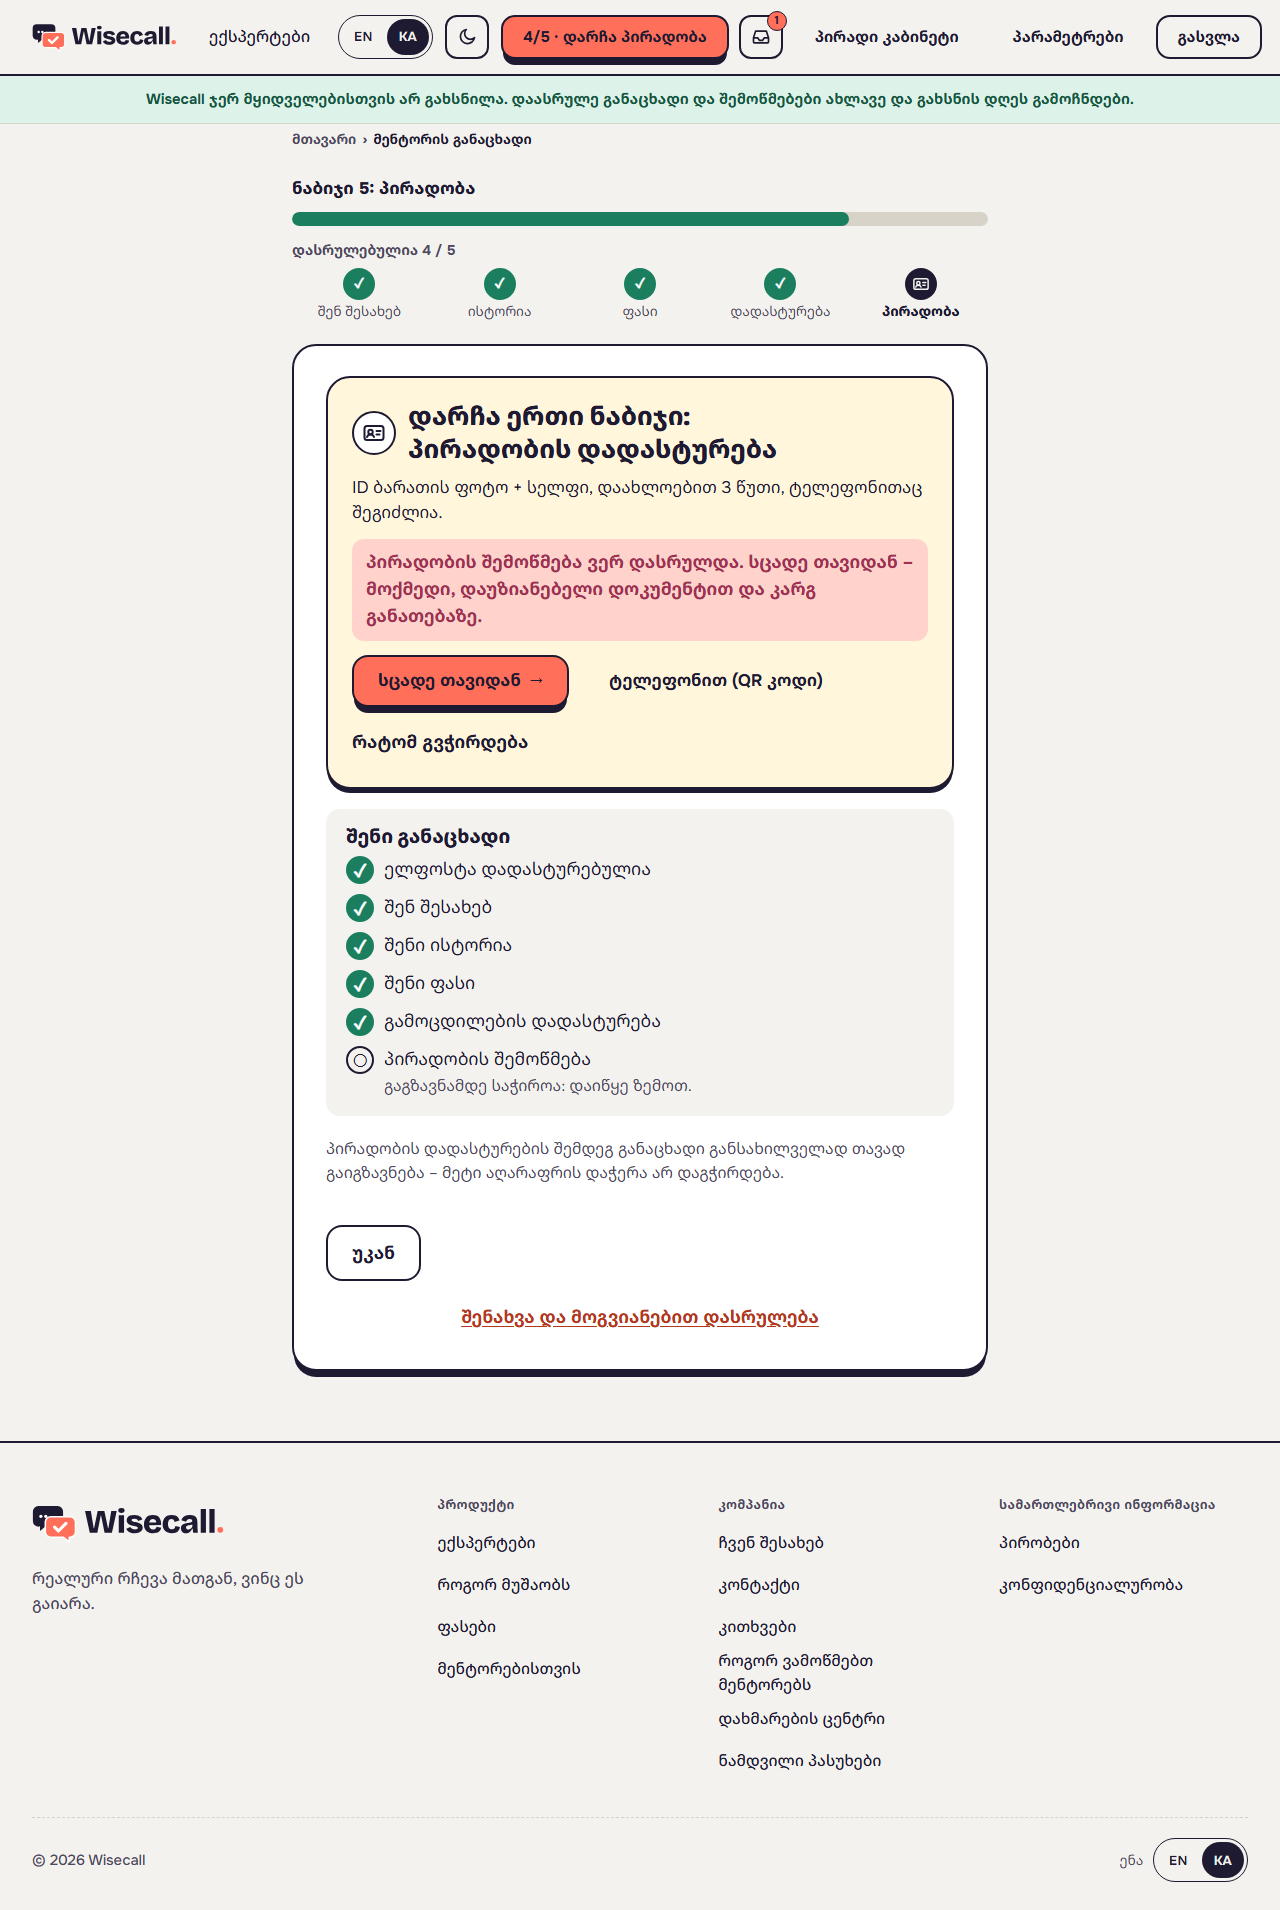 Wisecall.
ექსპერტები
EN KA
4/5 · დარჩა პირადობა
1
პირადი კაბინეტი
პარამეტრები
გასვლა
Wisecall ჯერ მყიდველებისთვის არ გახსნილა. დაასრულე განაცხადი და შემოწმებები ახლავე და გახსნის დღეს გამოჩნდები.
მთავარი › მენტორის განაცხადი
ნაბიჯი 5: პირადობა
დასრულებულია 4 / 5
შენ შესახებ
ისტორია
ფასი
დადასტურება
პირადობა
დარჩა ერთი ნაბიჯი:
პირადობის დადასტურება
ID ბარათის ფოტო + სელფი, დაახლოებით 3 წუთი, ტელეფონითაც
შეგიძლია.
პირადობის შემოწმება ვერ დასრულდა. სცადე თავიდან –
მოქმედი, დაუზიანებელი დოკუმენტით და კარგ
განათებაზე.
სცადე თავიდან →
ტელეფონით (QR კოდი)
რატომ გვჭირდება
შენი განაცხადი
ელფოსტა დადასტურებულია
შენ შესახებ
შენი ისტორია
შენი ფასი
გამოცდილების დადასტურება
პირადობის შემოწმება
გაგზავნამდე საჭიროა: დაიწყე ზემოთ.
პირადობის დადასტურების შემდეგ განაცხადი განსახილველად თავად
გაიგზავნება – მეტი აღარაფრის დაჭერა არ დაგჭირდება.
უკან
შენახვა და მოგვიანებით დასრულება
Wisecall.
რეალური რჩევა მათგან, ვინც ეს
გაიარა.
პროდუქტი
ექსპერტები
როგორ მუშაობს
ფასები
მენტორებისთვის
კომპანია
ჩვენ შესახებ
კონტაქტი
კითხვები
როგორ ვამოწმებთ
მენტორებს
დახმარების ცენტრი
ნამდვილი პასუხები
სამართლებრივი ინფორმაცია
პირობები
კონფიდენციალურობა
© 2026 Wisecall
ენა
EN KA